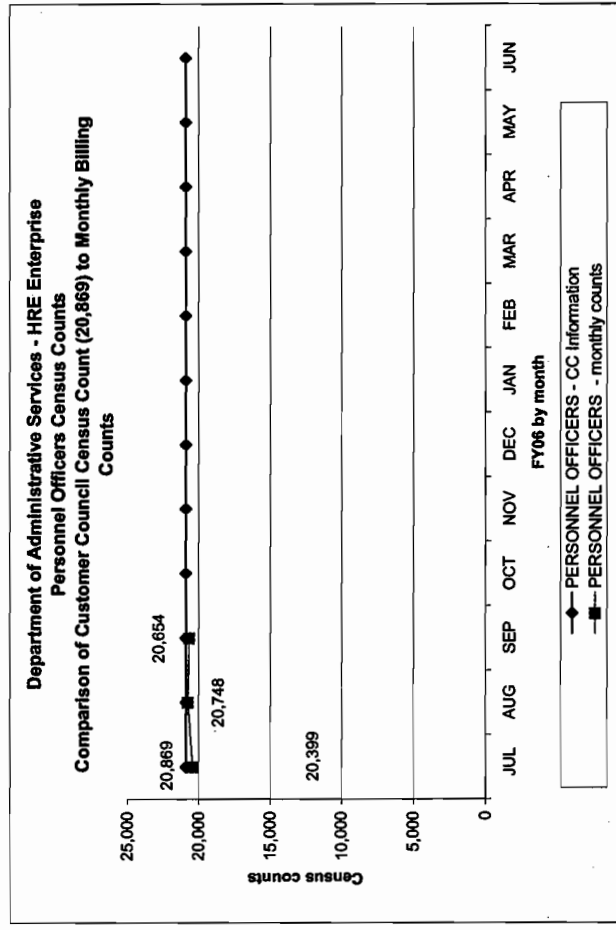 Department of Administrative Services - HRE Enterprise
Personnel Officers Census Counts
Comparison of Customer Council Census Count (20,869) to Monthly Billing
Counts
Census counts
25,000
20,000
15,000
10,000
5,000
0
20,869
20,399
20,748
20,654
JUL AUG SEP OCT NOV DEC JAN FEB MAR APR MAY JUN
FY06 by month
PERSONNEL OFFICERS - CC Information
PERSONNEL OFFICERS - monthly counts